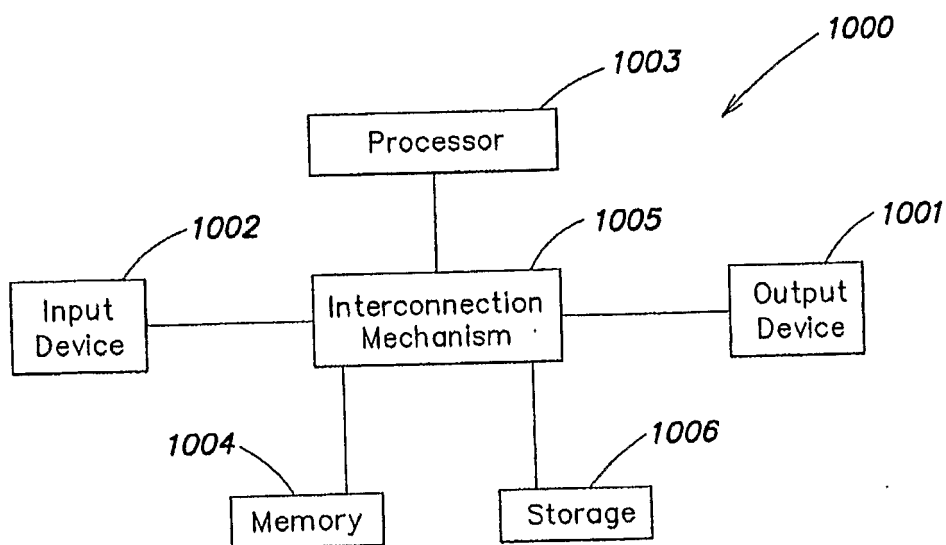 1000
1003
Processor
1002
1005
1001
Input
Device
Interconnection
Mechanism
Output
Device
1004
1006
Memory
Storage